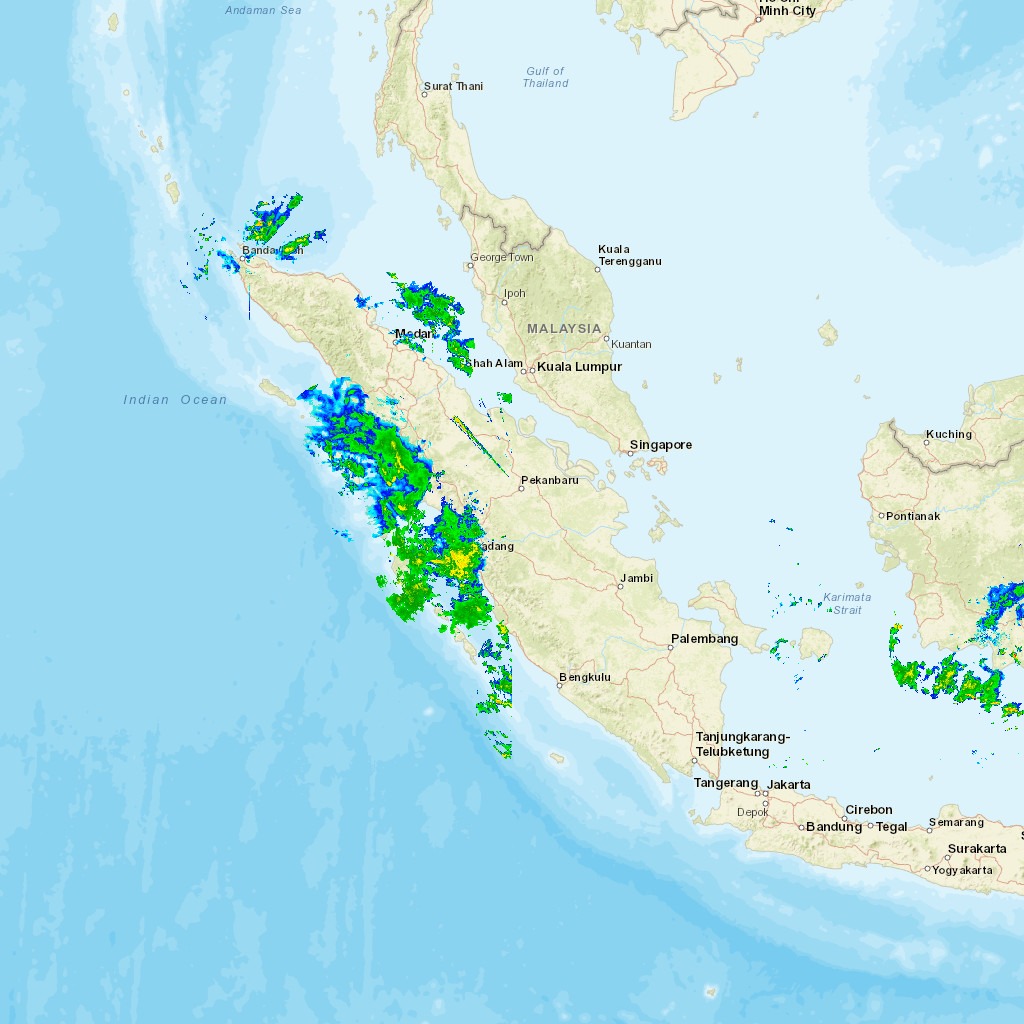 Andaman Sea
Minh City
Gulf of
Thailand
Surat Thani
Banda
George Town
Kuala
Terengganu
Ipoh
MALAYSIA
Medan
Kuantan
Shah Alam
Kuala Lumpur
Indian Ocean
Singapore
Kuching
Pekanbaru
Pontianak
adang
Jambi
Karimata
Strait
Palembang
Bengkulu
Tanjungkarang-
Telubketung
Tangerang
Jakarta
Depok
Cirebon
Bandung
Tegal
Semarang
Surakarta
Yogyakarta